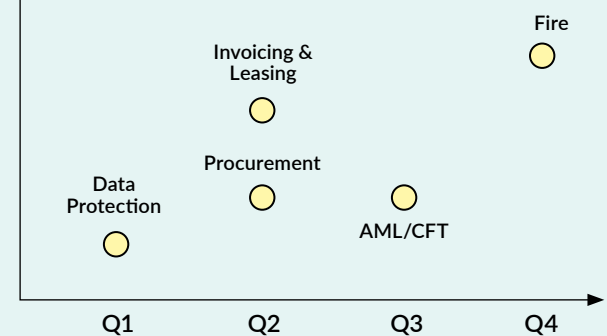 Fire
Invoicing &
Leasing
Procurement
Data
Protection
AML/CFT
Q1
Q2
Q3
Q4